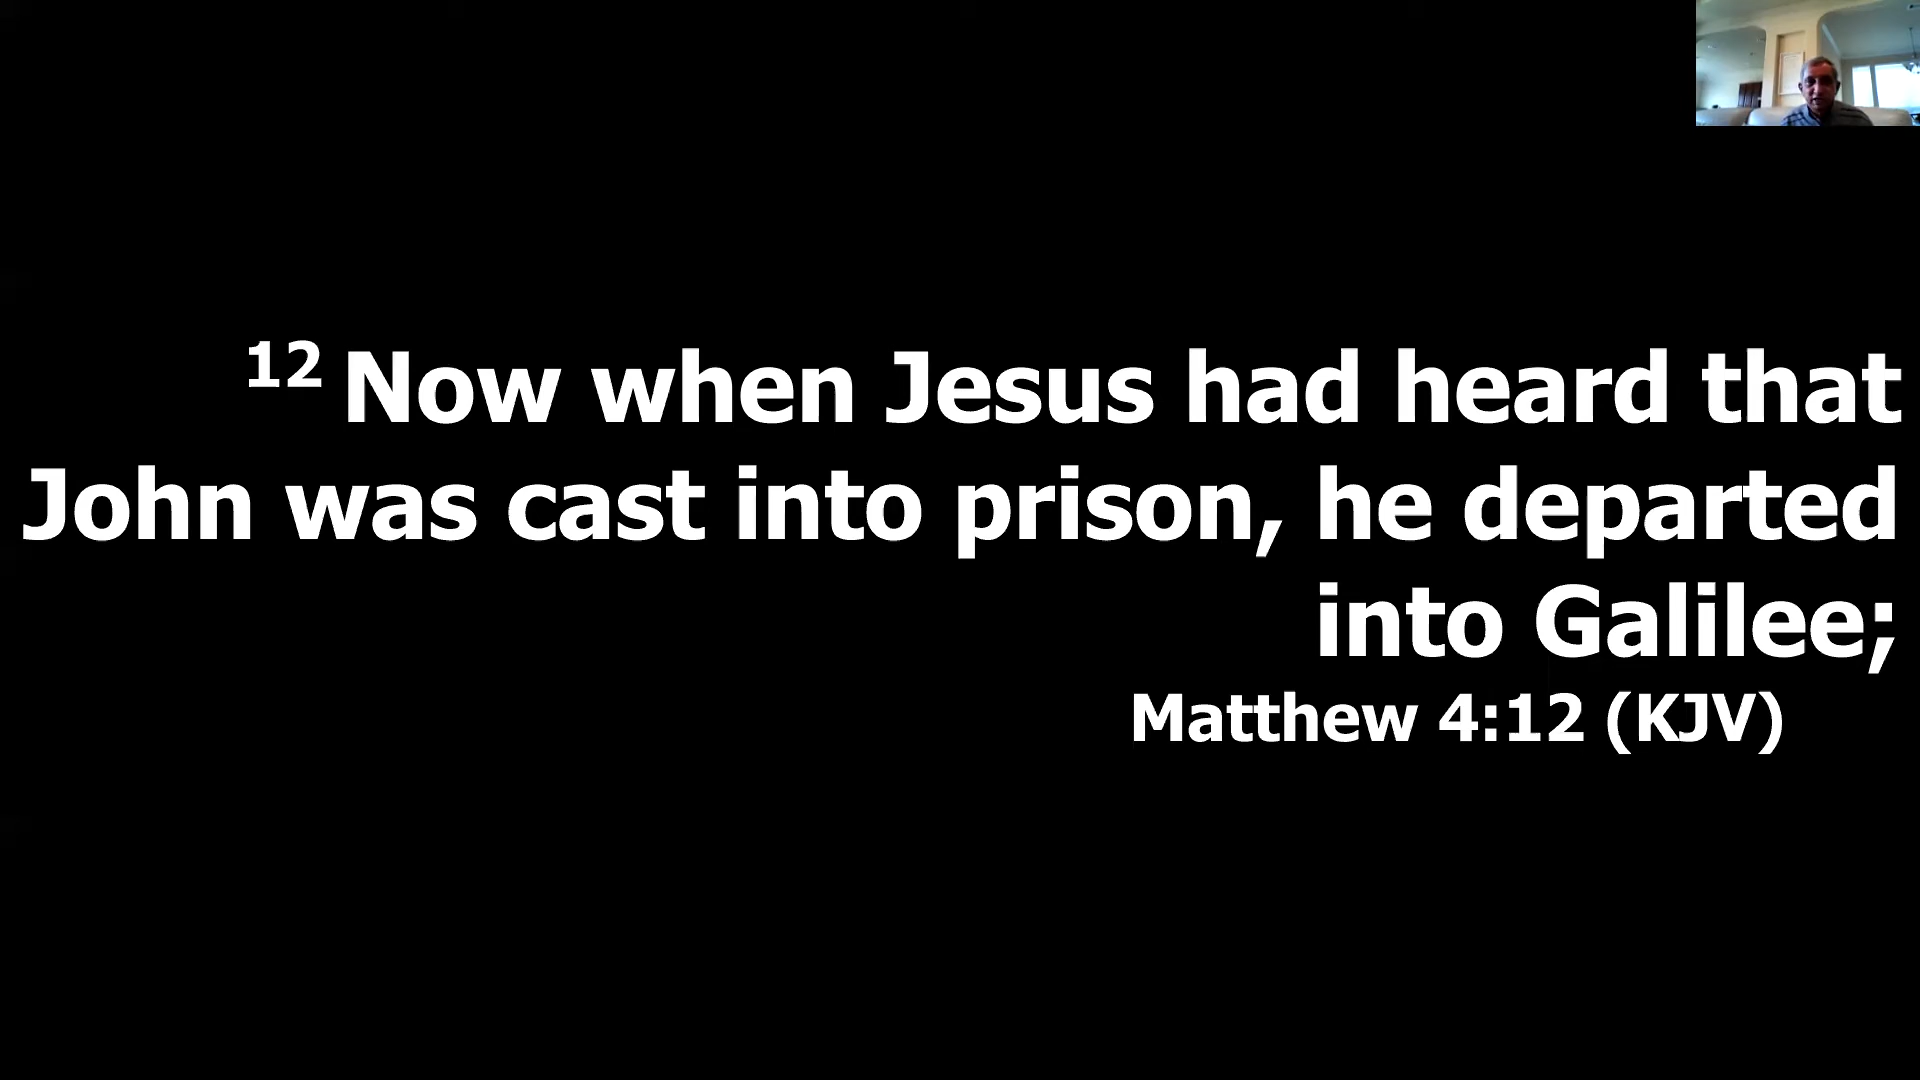 12 Now when Jesus had heard that
John was cast into prison, he departed
into Galilee;
Matthew 4:12 (KJV)